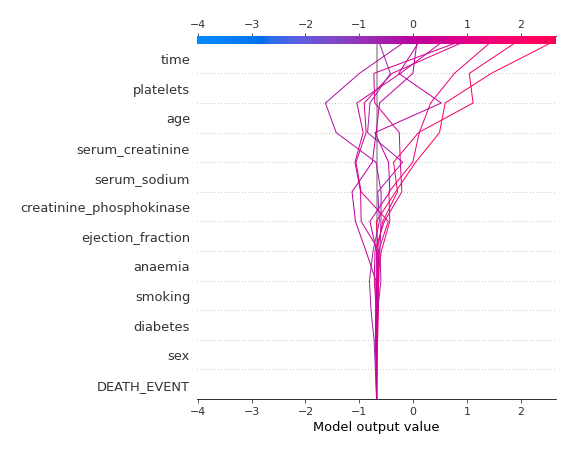 −4 −3 −2 −1 0 1 2
time
platelets
age
serum_creatinine
serum_sodium
creatinine_phosphokinase
ejection_fraction
anaemia
smoking
diabetes
sex
DEATH_EVENT
−4 −3 −2 −1 0 1 2
Model output value